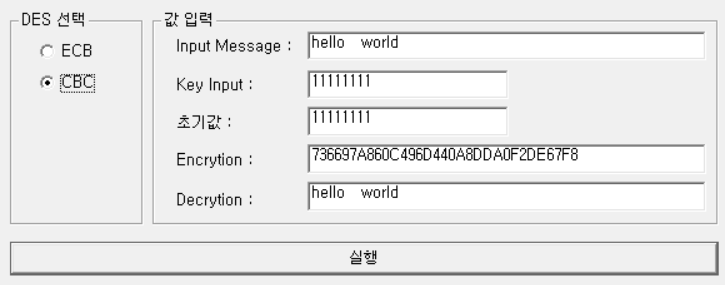 DES 선택
ECB
CBC
값 입력
Input Message : hello  world
Key Input : 11111111
초기값 : 11111111
Encrytion : 736697A860C496D440A8DDA0F2DE67F8
Decrytion : hello  world
실행